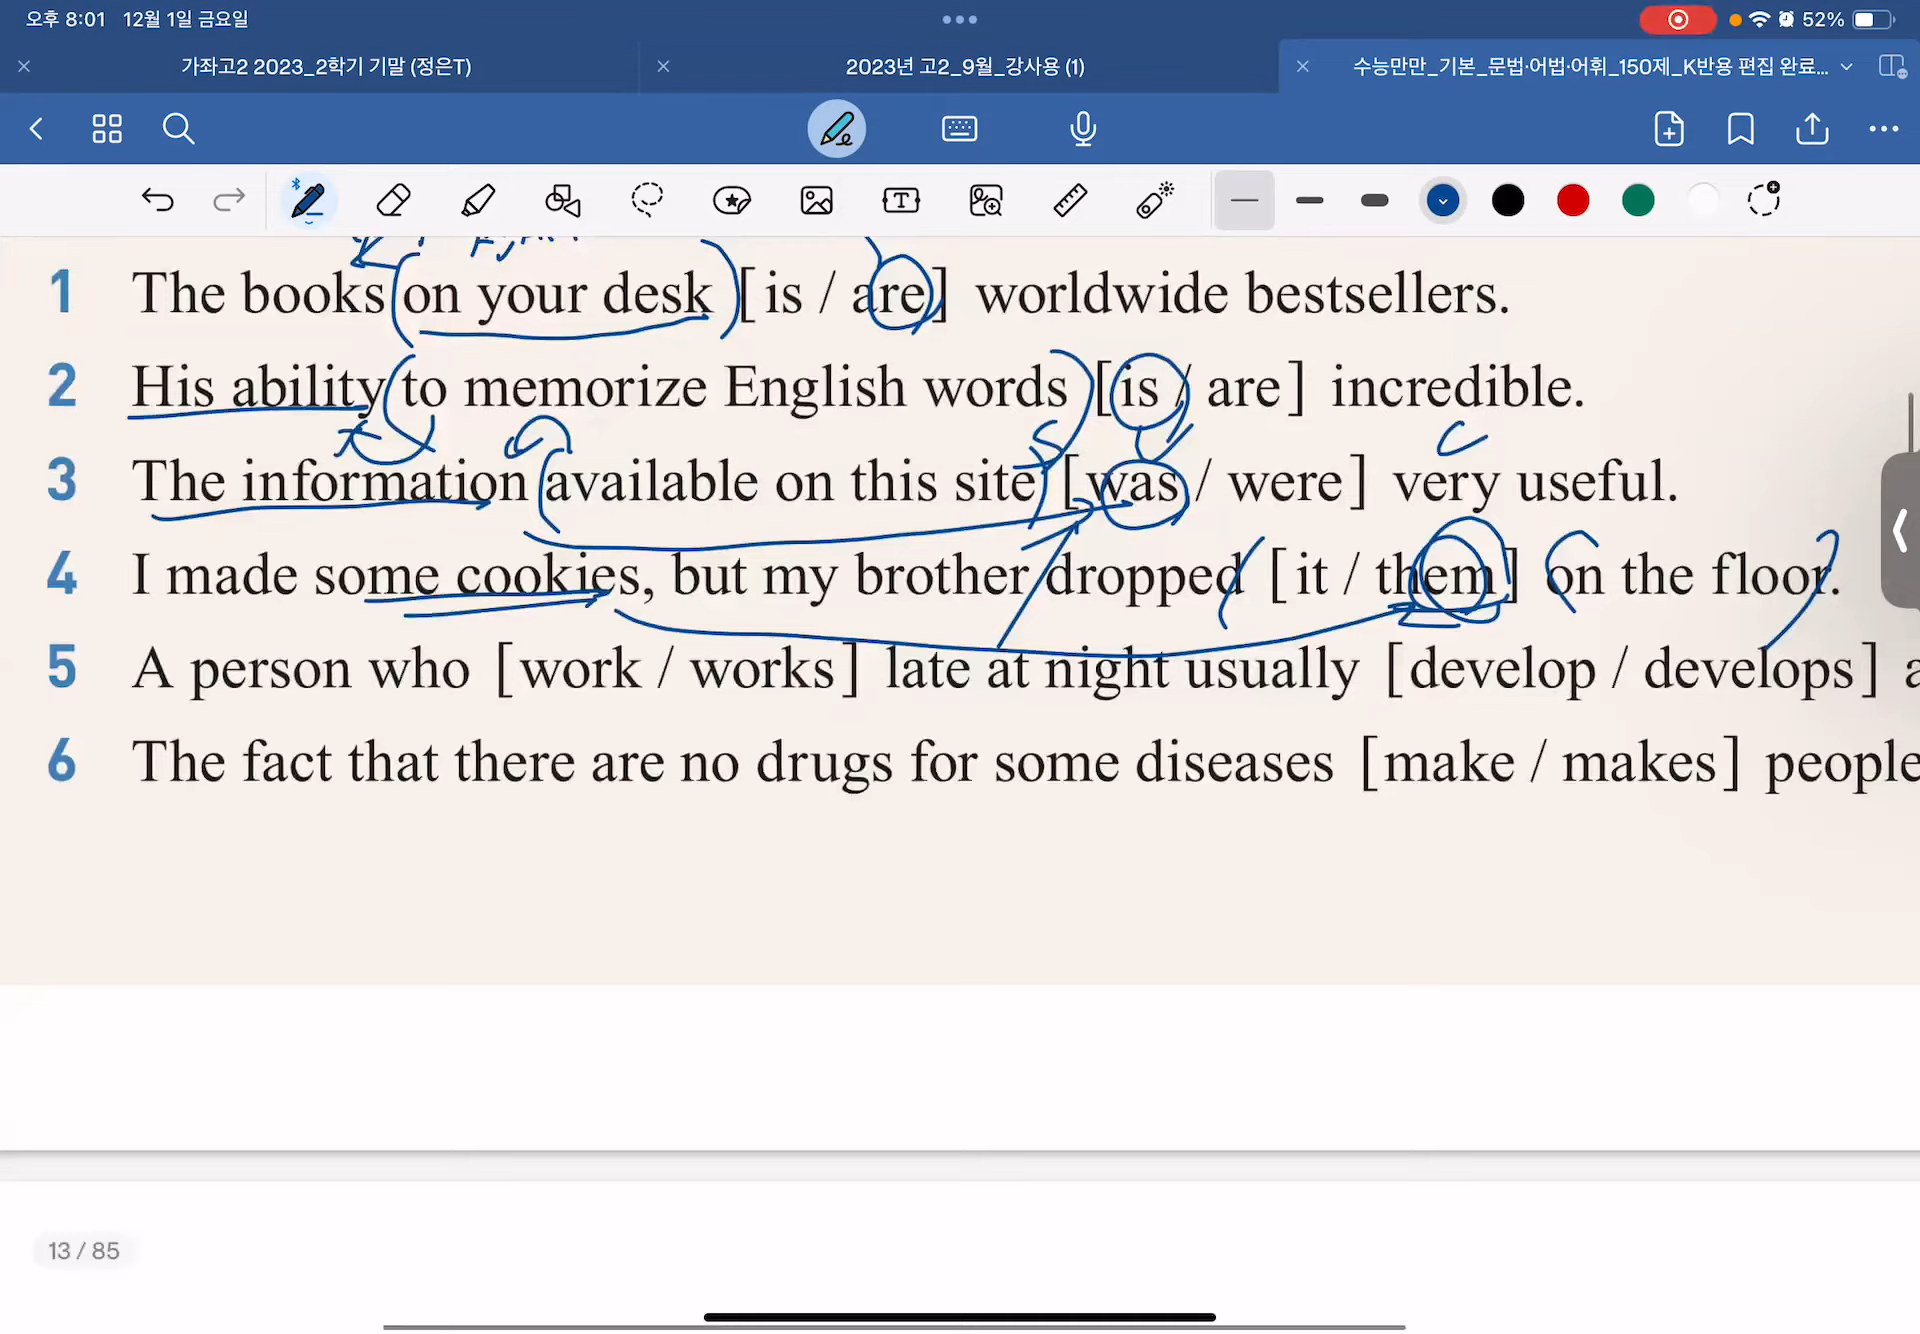 오후 8:01 12월 1일 금요일
52%
가좌고2 2023_2학기 기말 (정은T)
2023년 고2_9월_강사용 (1)
수능만만_기본_문법·어법·어휘_150제_K반용 편집 완료...
1 The books on your desk [is / are] worldwide bestsellers.
2 His ability to memorize English words [is / are] incredible.
S
C
3 The information available on this site [was / were] very useful.
4 I made some cookies, but my brother dropped [it / them] on the floor.
5 A person who [work / works] late at night usually [develop / develops] a
6 The fact that there are no drugs for some diseases [make / makes] people
13 / 85